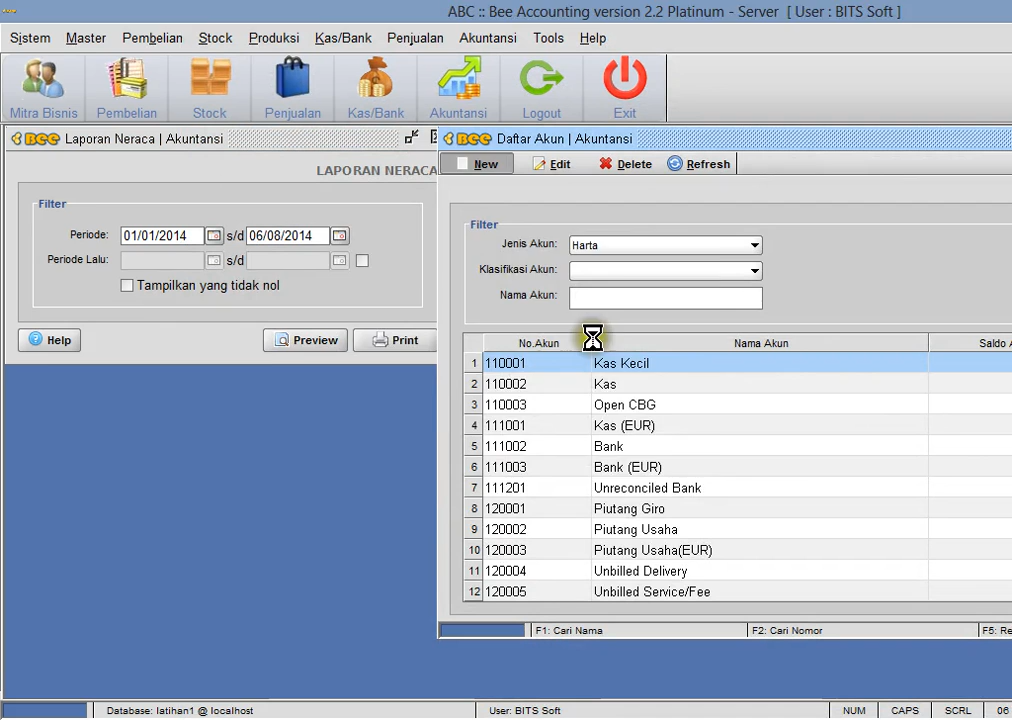 ABC :: Bee Accounting version 2.2 Platinum - Server [ User : BITS Soft ]
Sistem Master Pembelian Stock Produksi Kas/Bank Penjualan Akuntansi Tools Help
Mitra Bisnis Pembelian Stock Penjualan Kas/Bank Akuntansi Logout Exit
BEE Laporan Neraca | Akuntansi
LAPORAN NERACA
Filter
Periode: 01/01/2014 s/d 06/08/2014
Periode Lalu: s/d
Tampilkan yang tidak nol
Help Preview Print
BEE Daftar Akun | Akuntansi
New Edit Delete Refresh
Filter
Jenis Akun: Harta
Klasifikasi Akun:
Nama Akun:
No.Akun Nama Akun Saldo A
1 110001 Kas Kecil
2 110002 Kas
3 110003 Open CBG
4 111001 Kas (EUR)
5 111002 Bank
6 111003 Bank (EUR)
7 111201 Unreconciled Bank
8 120001 Piutang Giro
9 120002 Piutang Usaha
10 120003 Piutang Usaha(EUR)
11 120004 Unbilled Delivery
12 120005 Unbilled Service/Fee
F1: Cari Nama F2: Cari Nomor F5: Re
Database: latihan1 @ localhost User: BITS Soft NUM CAPS SCRL 06